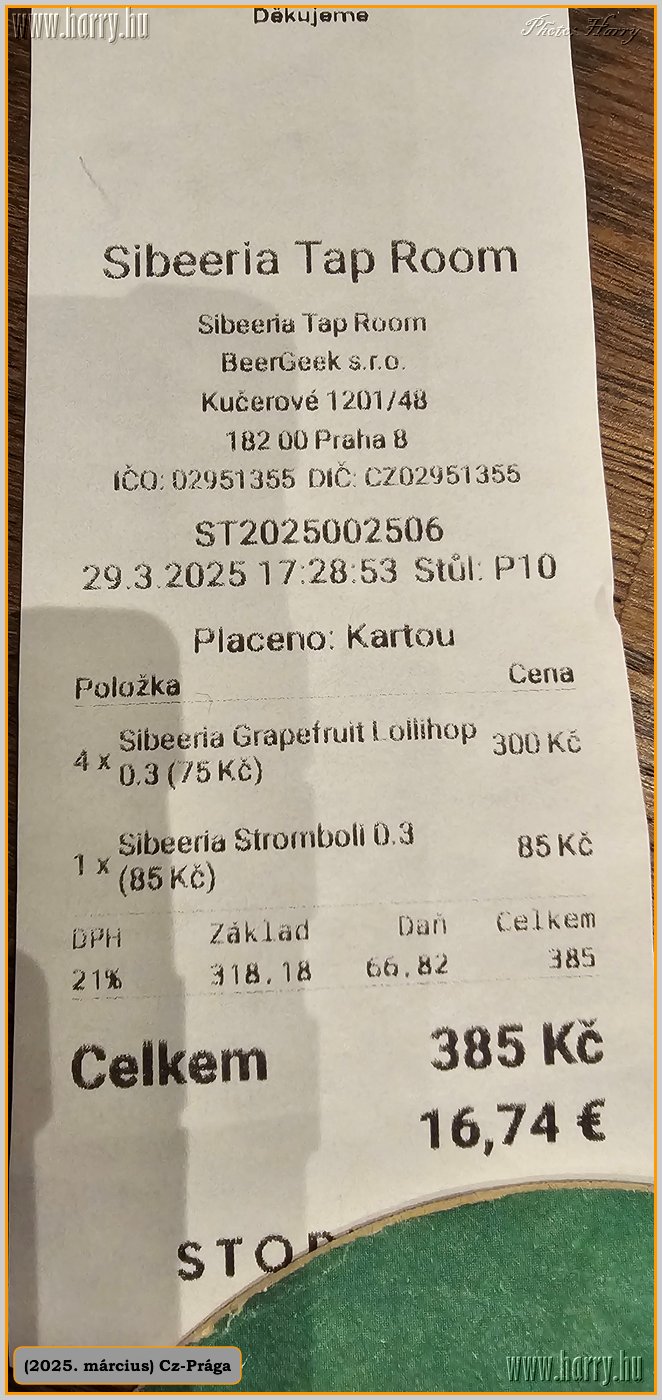 www.harry.hu
Děkujeme
Photo: Harry
Sibeeria Tap Room
Sibeeria Tap Room
BeerGeek s.r.o.
Kučerové 1201/48
182 00 Praha 8
IČO: 02951355 DIČ: CZ02951355
ST2025002506
29.3.2025 17:28:53 Stůl: P10
Placeno: Kartou
Položka Cena
4 x Sibeeria Grapefruit Lollihop 300 Kč
0.3 (75 Kč)
1 x Sibeeria Stromboli 0.3 85 Kč
(85 Kč)
DPH Základ Daň Celkem
21% 318.18 66.82 385
Celkem 385 Kč
16,74 €
(2025. március) Cz-Prága
www.harry.hu